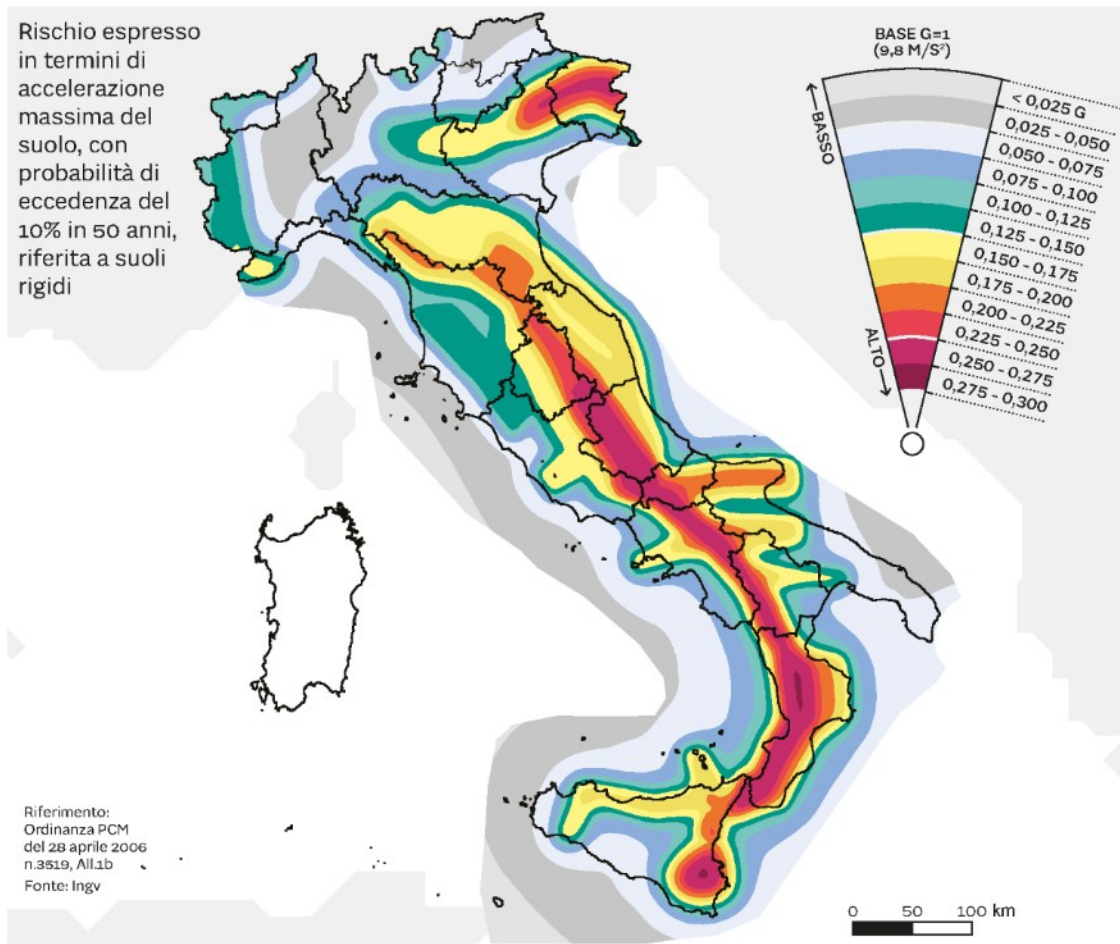 Rischio espresso
in termini di
accelerazione
massima del
suolo, con
probabilità di
eccedenza del
10% in 50 anni,
riferita a suoli
rigidi
BASE G=1
(9,8 M/S²)
BASSO
ALTO
< 0,025 G
0,025 - 0,050
0,050 - 0,075
0,075 - 0,100
0,100 - 0,125
0,125 - 0,150
0,150 - 0,175
0,175 - 0,200
0,200 - 0,225
0,225 - 0,250
0,250 - 0,275
0,275 - 0,300
Riferimento:
Ordinanza PCM
del 28 aprile 2006
n.3519, All.1b
Fonte: Ingv
0 50 100 km